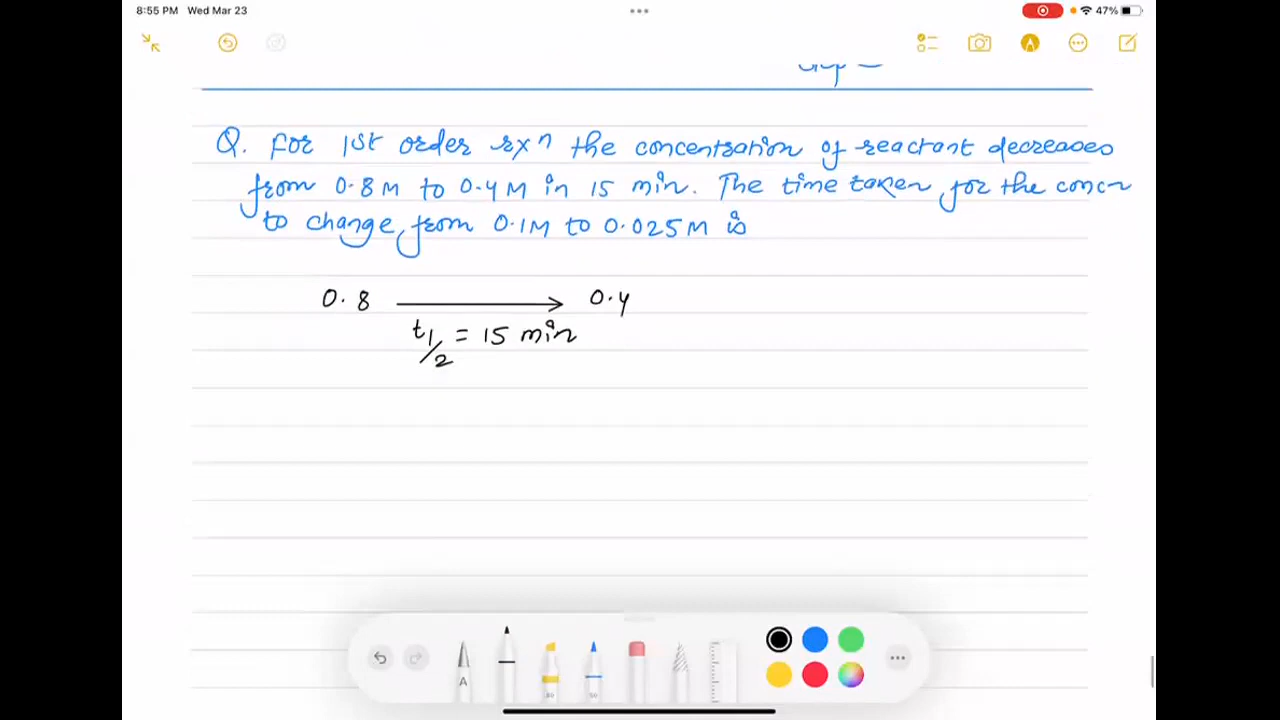 8:55 PM Wed Mar 23
47%
Q. For 1st order rxn the concentration of reactant decreases
from 0.8M to 0.4M in 15 min. The time taken for the concn
to change from 0.1M to 0.025M is
0.8 → 0.4
t1/2 = 15 min
A
80
50